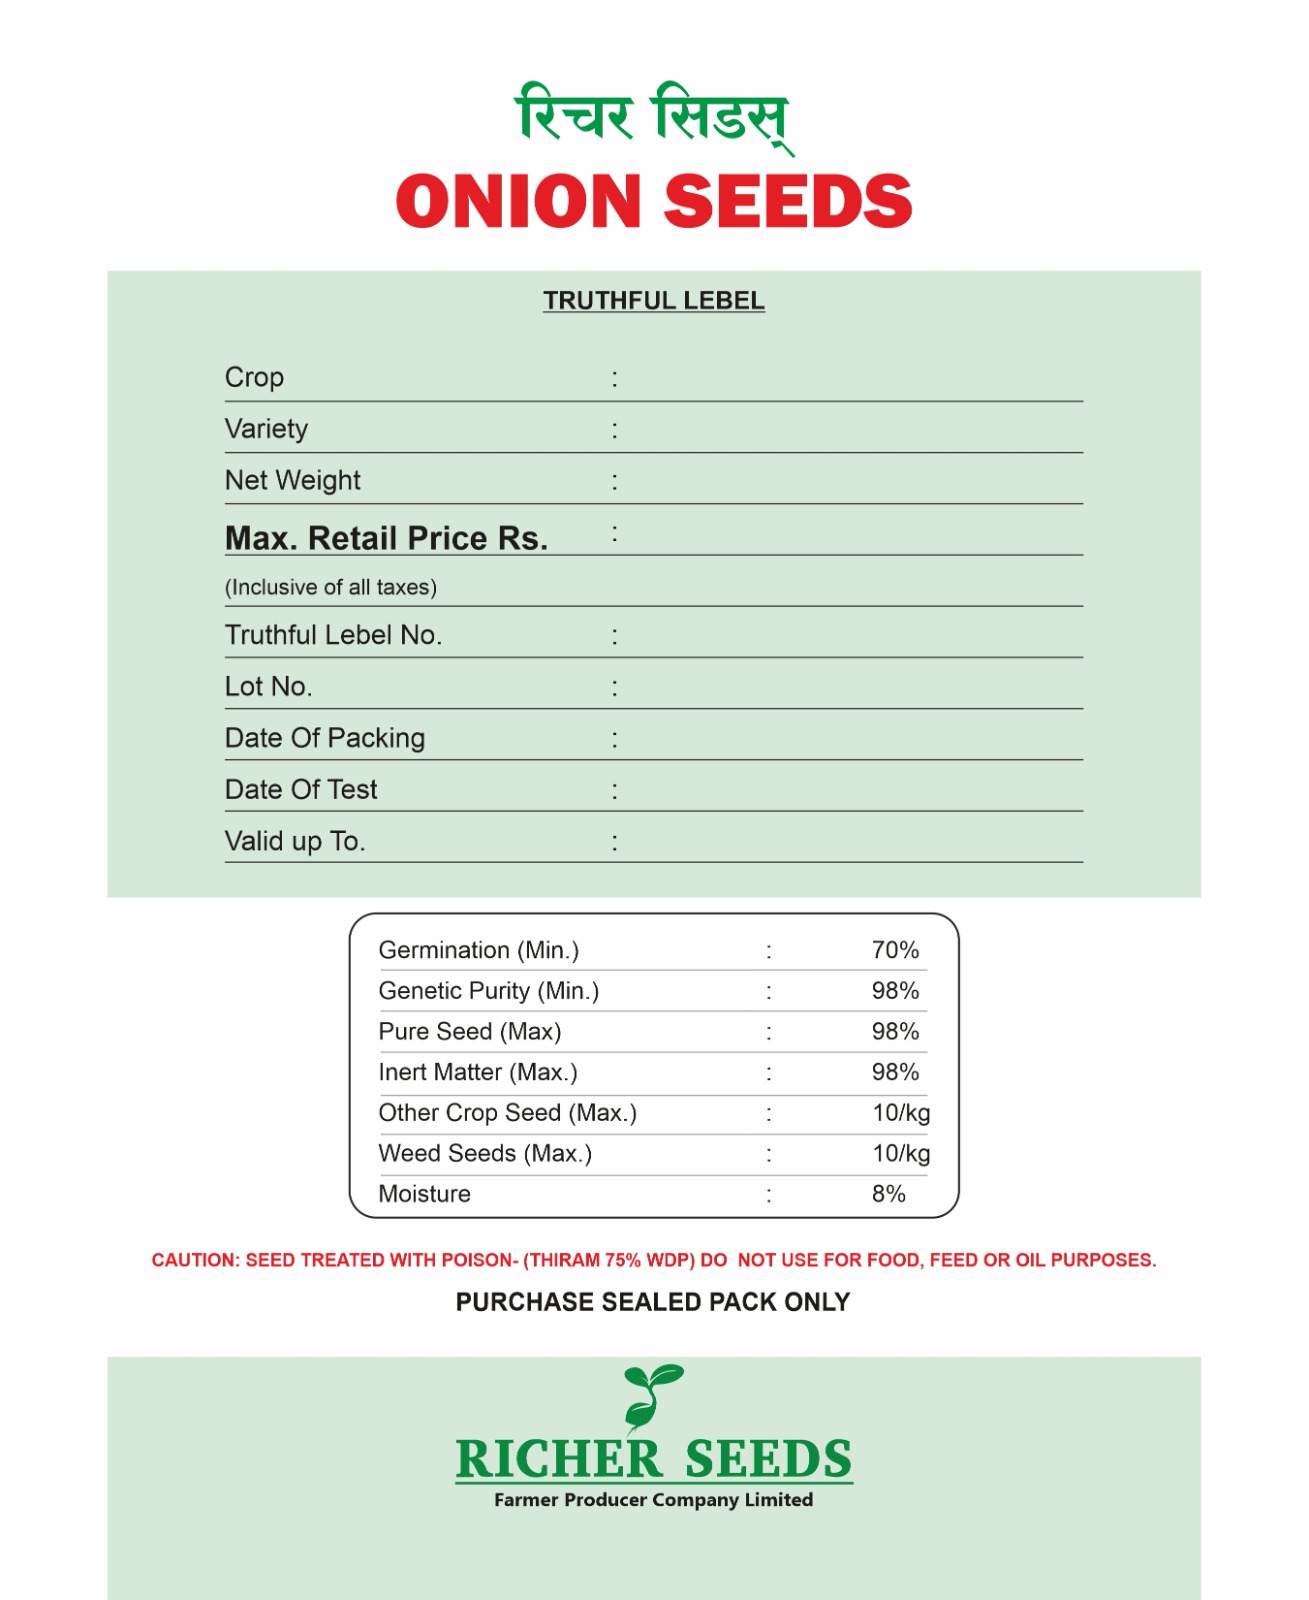 रिचर सिडस्
ONION SEEDS
TRUTHFUL LEBEL
Crop :
Variety :
Net Weight :
Max. Retail Price Rs. :
(Inclusive of all taxes)
Truthful Lebel No. :
Lot No. :
Date Of Packing :
Date Of Test :
Valid up To. :
Germination (Min.) : 70%
Genetic Purity (Min.) : 98%
Pure Seed (Max) : 98%
Inert Matter (Max.) : 98%
Other Crop Seed (Max.) : 10/kg
Weed Seeds (Max.) : 10/kg
Moisture : 8%
CAUTION: SEED TREATED WITH POISON- (THIRAM 75% WDP) DO NOT USE FOR FOOD, FEED OR OIL PURPOSES.
PURCHASE SEALED PACK ONLY
RICHER SEEDS
Farmer Producer Company Limited